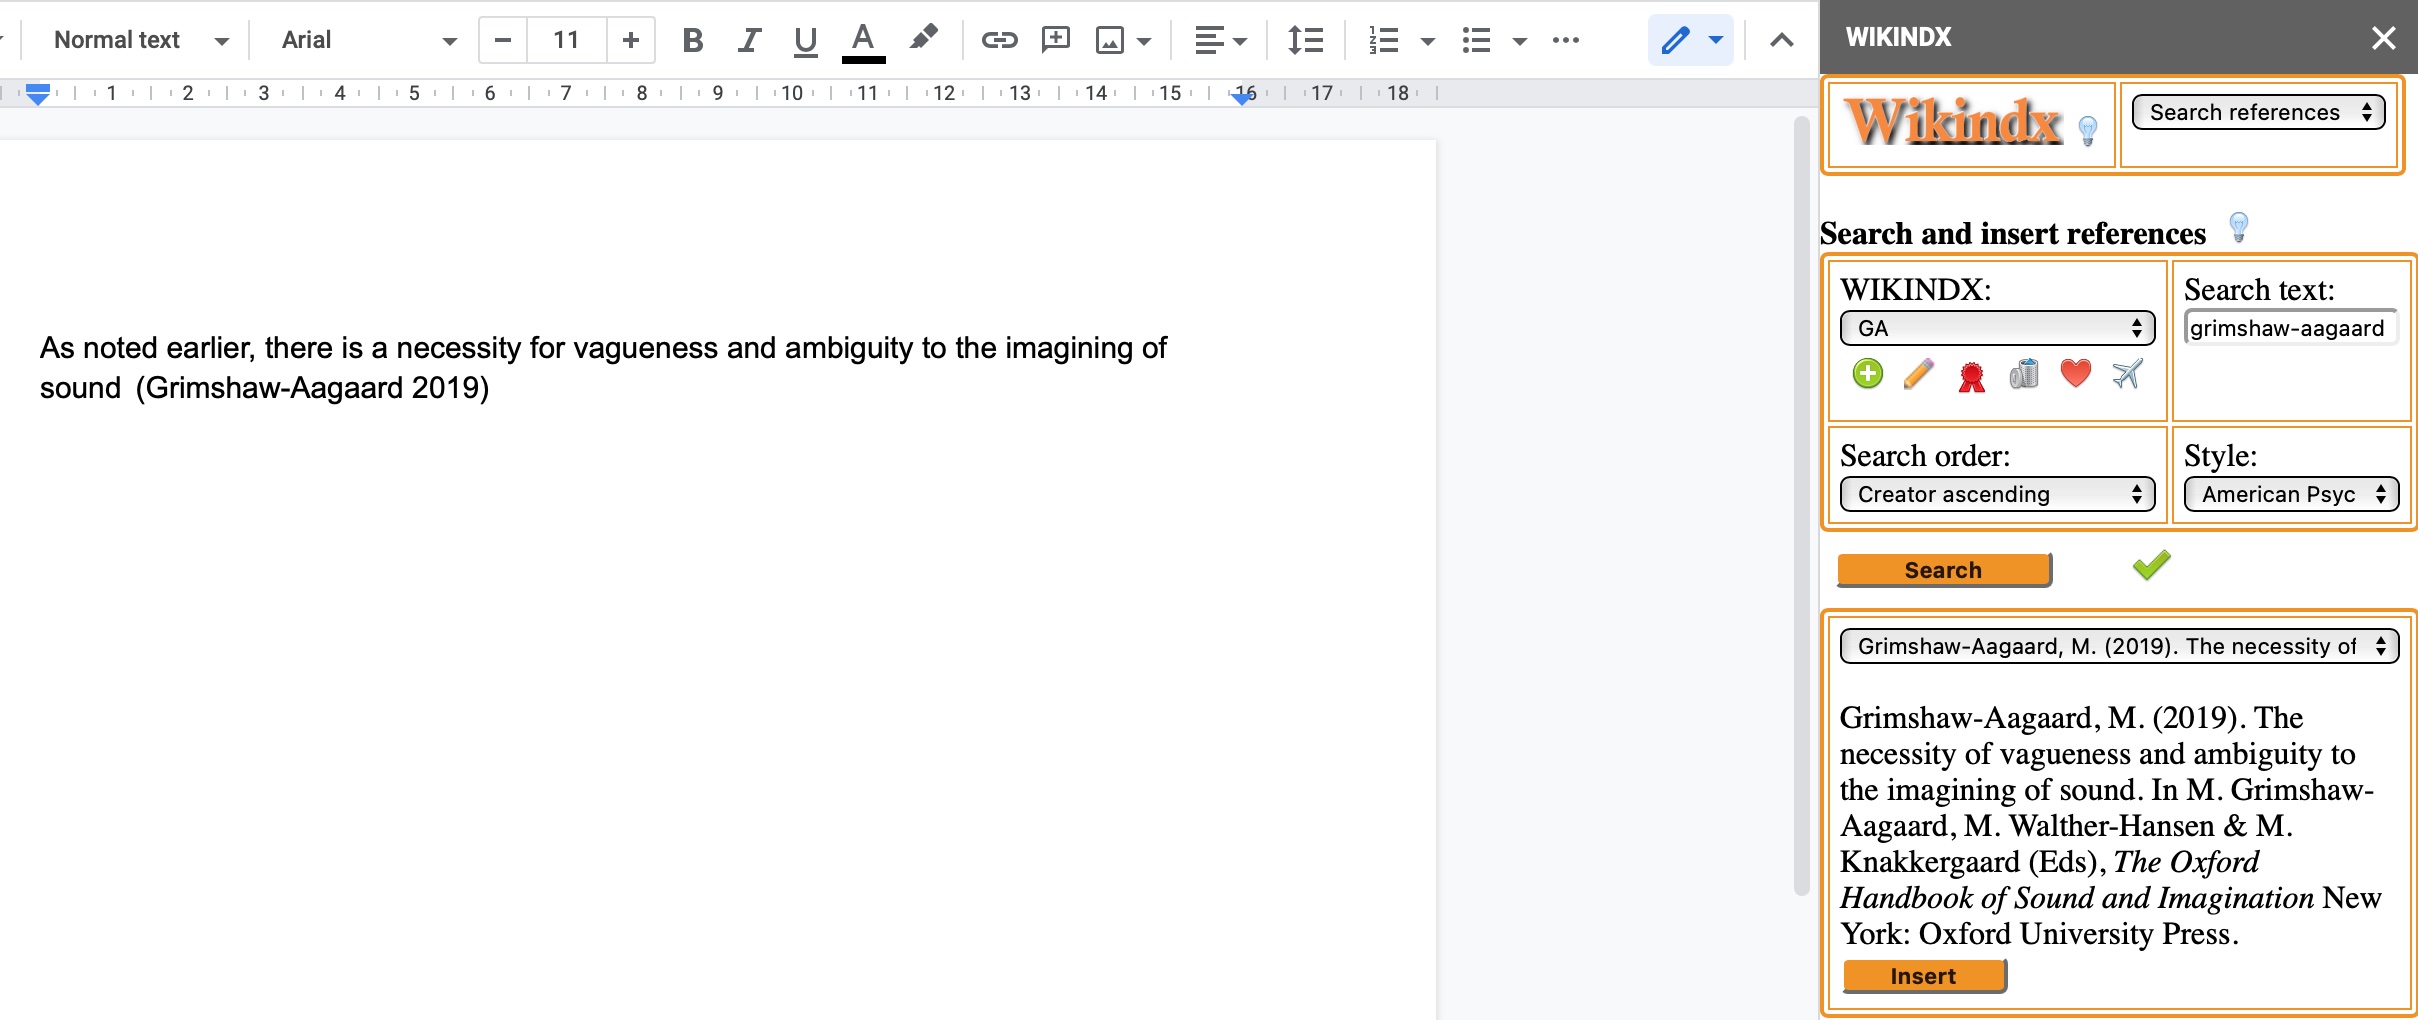 Normal text Arial − 11 + B I U A
1 2 3 4 5 6 7 8 9 10 11 12 13 14 15 16 17 18
As noted earlier, there is a necessity for vagueness and ambiguity to the imagining of
sound (Grimshaw-Aagaard 2019)
WIKINDX
Wikindx
Search references
Search and insert references
WIKINDX:
GA
Search text:
grimshaw-aagaard
Search order:
Creator ascending
Style:
American Psyc
Search
Grimshaw-Aagaard, M. (2019). The necessity of
Grimshaw-Aagaard, M. (2019). The
necessity of vagueness and ambiguity to
the imagining of sound. In M. Grimshaw-
Aagaard, M. Walther-Hansen & M.
Knakkergaard (Eds), The Oxford
Handbook of Sound and Imagination New
York: Oxford University Press.
Insert